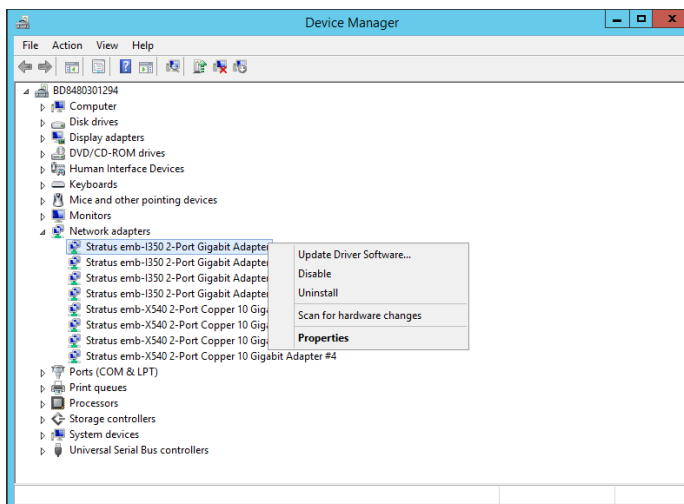 Device Manager
File Action View Help
BD8480301294
Computer
Disk drives
Display adapters
DVD/CD-ROM drives
Human Interface Devices
Keyboards
Mice and other pointing devices
Monitors
Network adapters
Stratus emb-I350 2-Port Gigabit Adapter
Stratus emb-I350 2-Port Gigabit Adapter
Stratus emb-I350 2-Port Gigabit Adapter
Stratus emb-I350 2-Port Gigabit Adapter
Stratus emb-X540 2-Port Copper 10 Giga
Stratus emb-X540 2-Port Copper 10 Giga
Stratus emb-X540 2-Port Copper 10 Giga
Stratus emb-X540 2-Port Copper 10 Gigabit Adapter #4
Ports (COM & LPT)
Print queues
Processors
Storage controllers
System devices
Universal Serial Bus controllers
Update Driver Software...
Disable
Uninstall
Scan for hardware changes
Properties